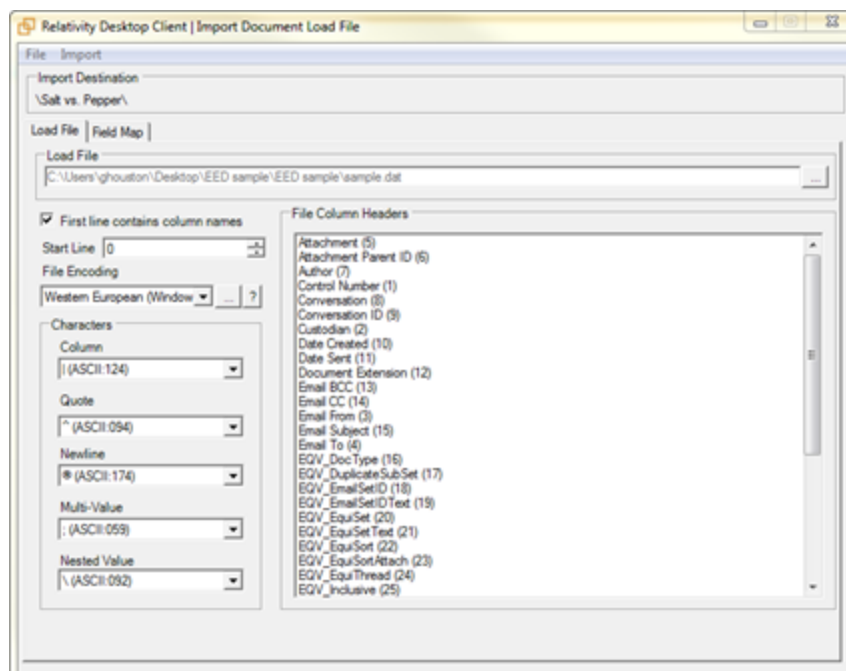 Relativity Desktop Client | Import Document Load File
File Import
Import Destination
\Salt vs. Pepper\
Load File Field Map
Load File
C:\Users\ghouston\Desktop\EED sample\EED sample\sample.dat ...
First line contains column names
Start Line 0
File Encoding
Western European (Window ... ?
Characters
Column
| (ASCII:124)
Quote
^ (ASCII:094)
Newline
® (ASCII:174)
Multi-Value
; (ASCII:059)
Nested Value
\ (ASCII:092)
File Column Headers
Attachment (5)
Attachment Parent ID (6)
Author (7)
Control Number (1)
Conversation (8)
Conversation ID (9)
Custodian (2)
Date Created (10)
Date Sent (11)
Document Extension (12)
Email BCC (13)
Email CC (14)
Email From (3)
Email Subject (15)
Email To (4)
EQV_DocType (16)
EQV_DuplicateSubSet (17)
EQV_EmailSetID (18)
EQV_EmailSetIDText (19)
EQV_EquiSet (20)
EQV_EquiSetText (21)
EQV_EquiSort (22)
EQV_EquiSortAttach (23)
EQV_EquiThread (24)
EQV_Inclusive (25)